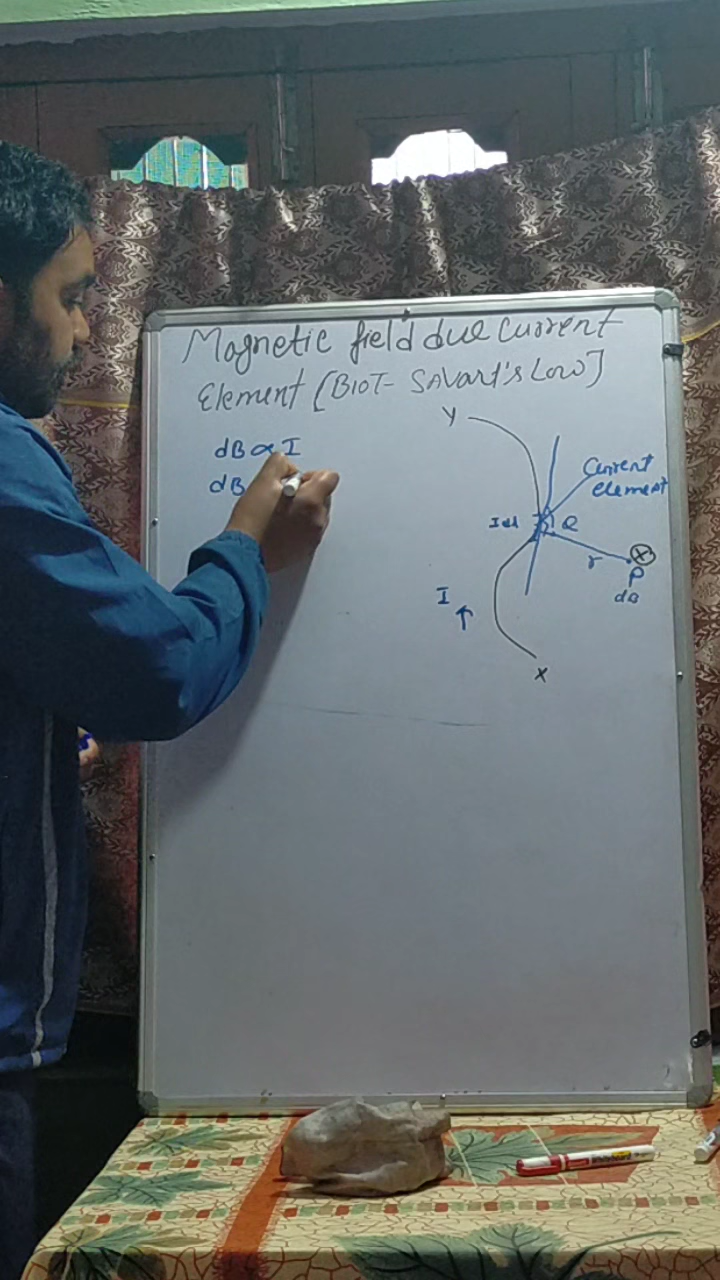 Magnetic field due current
Element [BIOT- SAVart's Law]
dB ∝ I
dB
y
Current
element
Idl
Q
r
P
dB
I
↑
x